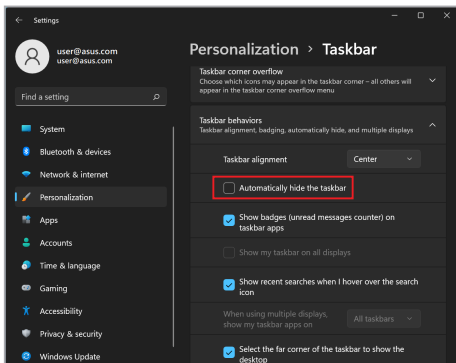 Settings
user@asus.com
user@asus.com
Find a setting
System
Bluetooth & devices
Network & internet
Personalization
Apps
Accounts
Time & language
Gaming
Accessibility
Privacy & security
Windows Update
Personalization > Taskbar
Taskbar corner overflow
Choose which icons may appear in the taskbar corner – all others will
appear in the taskbar corner overflow menu
Taskbar behaviors
Taskbar alignment, badging, automatically hide, and multiple displays
Taskbar alignment
Center
Automatically hide the taskbar
Show badges (unread messages counter) on
taskbar apps
Show my taskbar on all displays
Show recent searches when I hover over the search
icon
When using multiple displays,
show my taskbar apps on
All taskbars
Select the far corner of the taskbar to show the
desktop